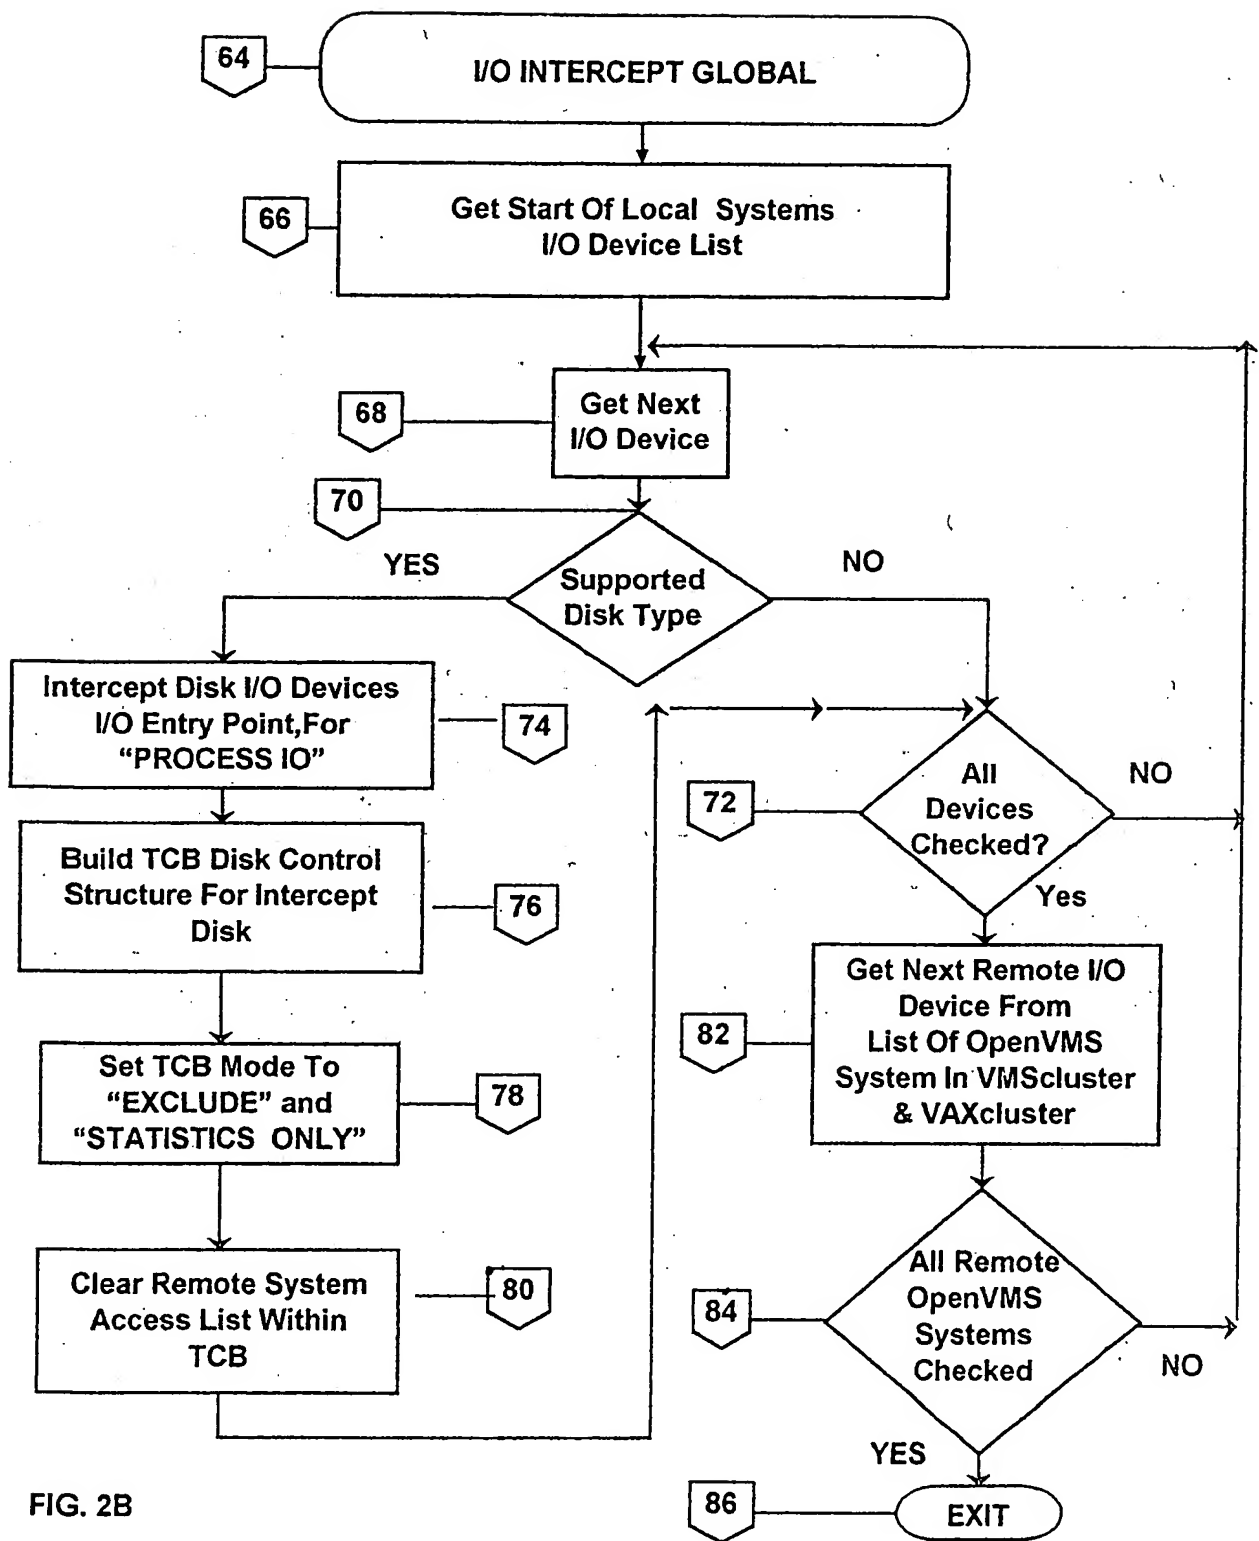 64
I/O INTERCEPT GLOBAL
66
Get Start Of Local Systems
I/O Device List
68
Get Next
I/O Device
70
YES
NO
Supported
Disk Type
Intercept Disk I/O Devices
I/O Entry Point,For
“PROCESS IO”
74
72
All
Devices
Checked?
NO
Yes
Build TCB Disk Control
Structure For Intercept
Disk
76
Get Next Remote I/O
Device From
List Of OpenVMS
System In VMScluster
& VAXcluster
82
Set TCB Mode To
“EXCLUDE” and
“STATISTICS ONLY”
78
Clear Remote System
Access List Within
TCB
80
84
All Remote
OpenVMS
Systems
Checked
NO
YES
FIG. 2B
86
EXIT